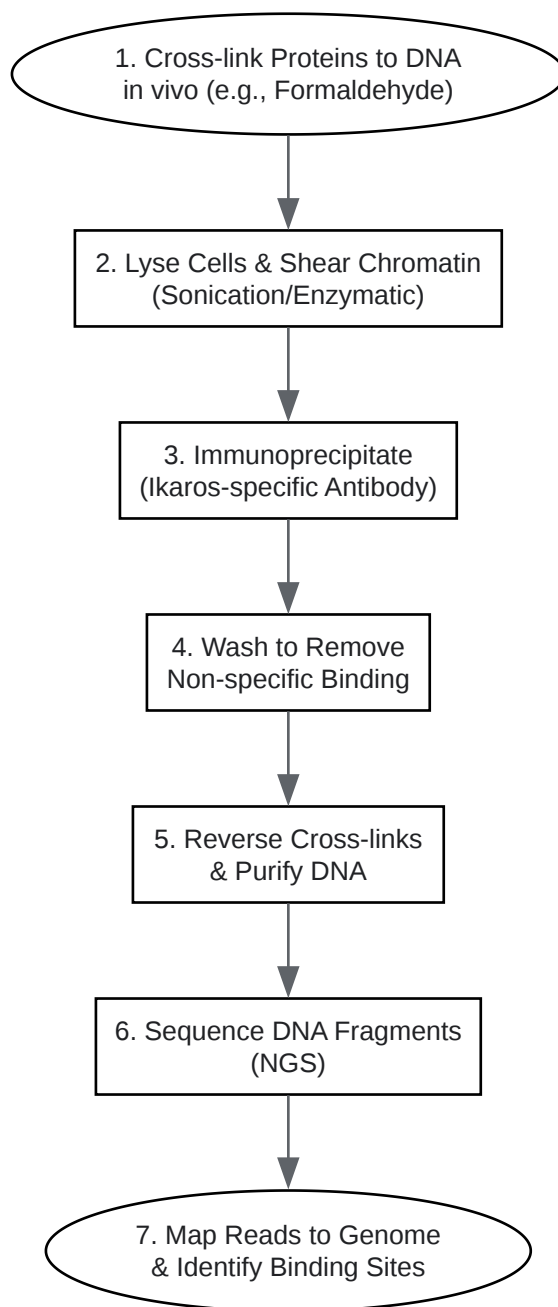 1. Cross-link Proteins to DNA
in vivo (e.g., Formaldehyde)
2. Lyse Cells & Shear Chromatin
(Sonication/Enzymatic)
3. Immunoprecipitate
(Ikaros-specific Antibody)
4. Wash to Remove
Non-specific Binding
5. Reverse Cross-links
& Purify DNA
6. Sequence DNA Fragments
(NGS)
7. Map Reads to Genome
& Identify Binding Sites